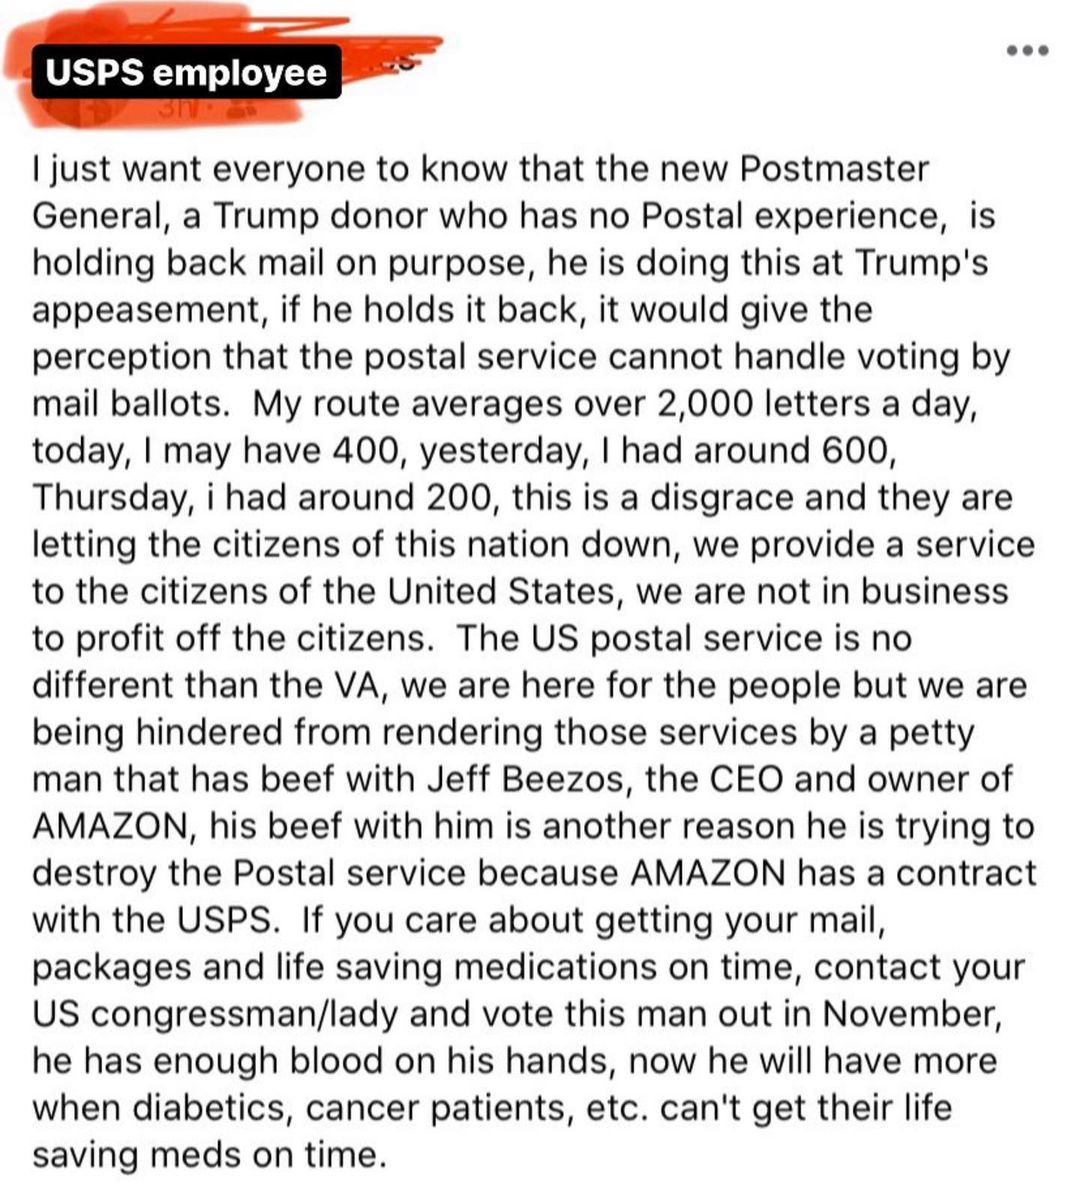 USPS employee
3h
I just want everyone to know that the new Postmaster
General, a Trump donor who has no Postal experience,  is
holding back mail on purpose, he is doing this at Trump's
appeasement, if he holds it back, it would give the
perception that the postal service cannot handle voting by
mail ballots.  My route averages over 2,000 letters a day,
today, I may have 400, yesterday, I had around 600,
Thursday, i had around 200, this is a disgrace and they are
letting the citizens of this nation down, we provide a service
to the citizens of the United States, we are not in business
to profit off the citizens.  The US postal service is no
different than the VA, we are here for the people but we are
being hindered from rendering those services by a petty
man that has beef with Jeff Beezos, the CEO and owner of
AMAZON, his beef with him is another reason he is trying to
destroy the Postal service because AMAZON has a contract
with the USPS.  If you care about getting your mail,
packages and life saving medications on time, contact your
US congressman/lady and vote this man out in November,
he has enough blood on his hands, now he will have more
when diabetics, cancer patients, etc. can't get their life
saving meds on time.